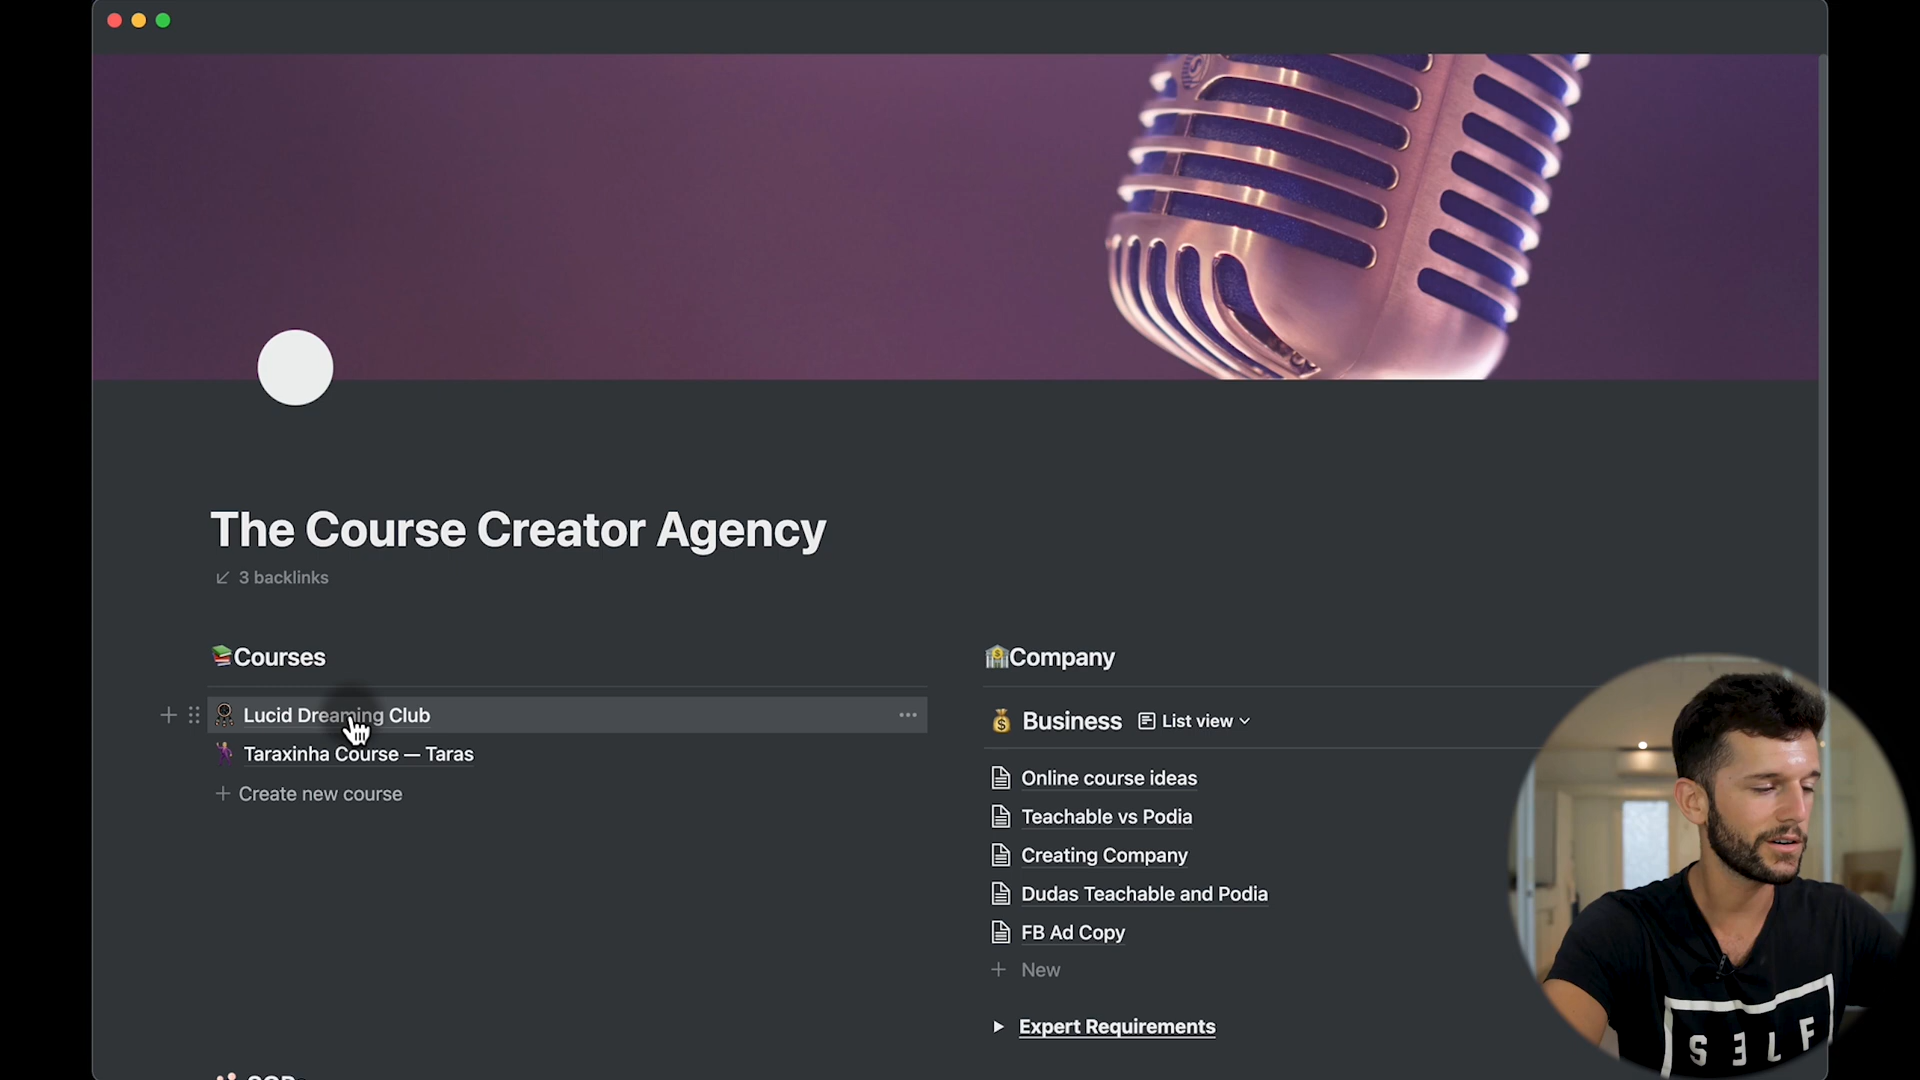 The Course Creator Agency
3 backlinks
Courses
Lucid Dreaming Club
Taraxinha Course — Taras
Create new course
Company
Business List view
Online course ideas
Teachable vs Podia
Creating Company
Dudas Teachable and Podia
FB Ad Copy
New
Expert Requirements
SELF